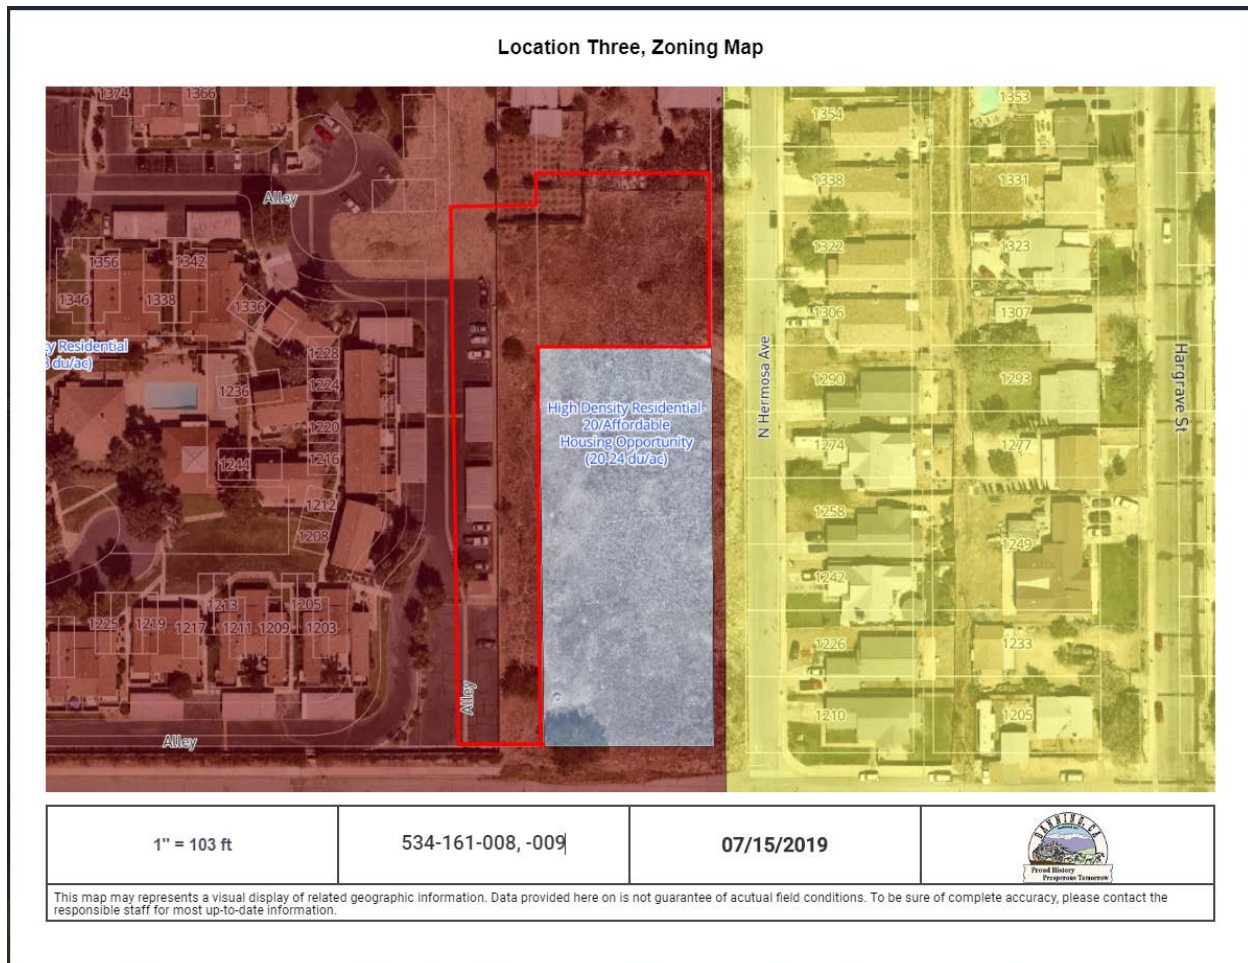 Location Three, Zoning Map
1374
1366
1354
1353
1338
1331
Alley
1322
1323
1356
1342
1346
1338
1336
1306
1307
ty Residential
8 du/ac)
1228
N Hermosa Ave
Hargrave St
1236
1224
1290
1293
High Density Residential-
20/Affordable
Housing Opportunity
(20-24 du/ac)
1220
1244
1216
1274
1277
1212
1208
1258
1249
1242
1225
1219
1217
1213
1211
1209
1205
1203
1226
1233
Alley
1210
1205
Alley
1" = 103 ft
534-161-008, -009
07/15/2019
BANNING, CA
Proud History
Prosperous Tomorrow
This map may represents a visual display of related geographic information. Data provided here on is not guarantee of acutual field conditions. To be sure of complete accuracy, please contact the
responsible staff for most up-to-date information.